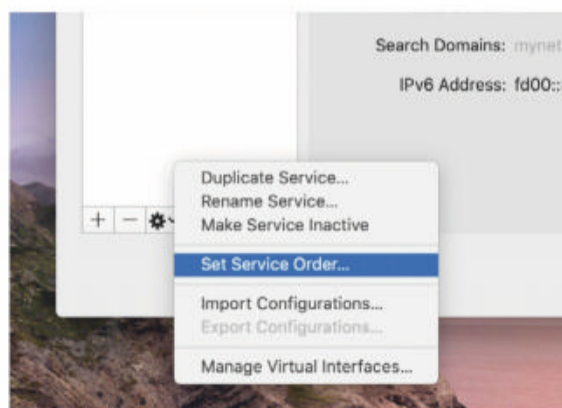 Search Domains: mynet
IPv6 Address: fd00::
Duplicate Service...
Rename Service...
Make Service Inactive
Set Service Order...
Import Configurations...
Export Configurations...
Manage Virtual Interfaces...